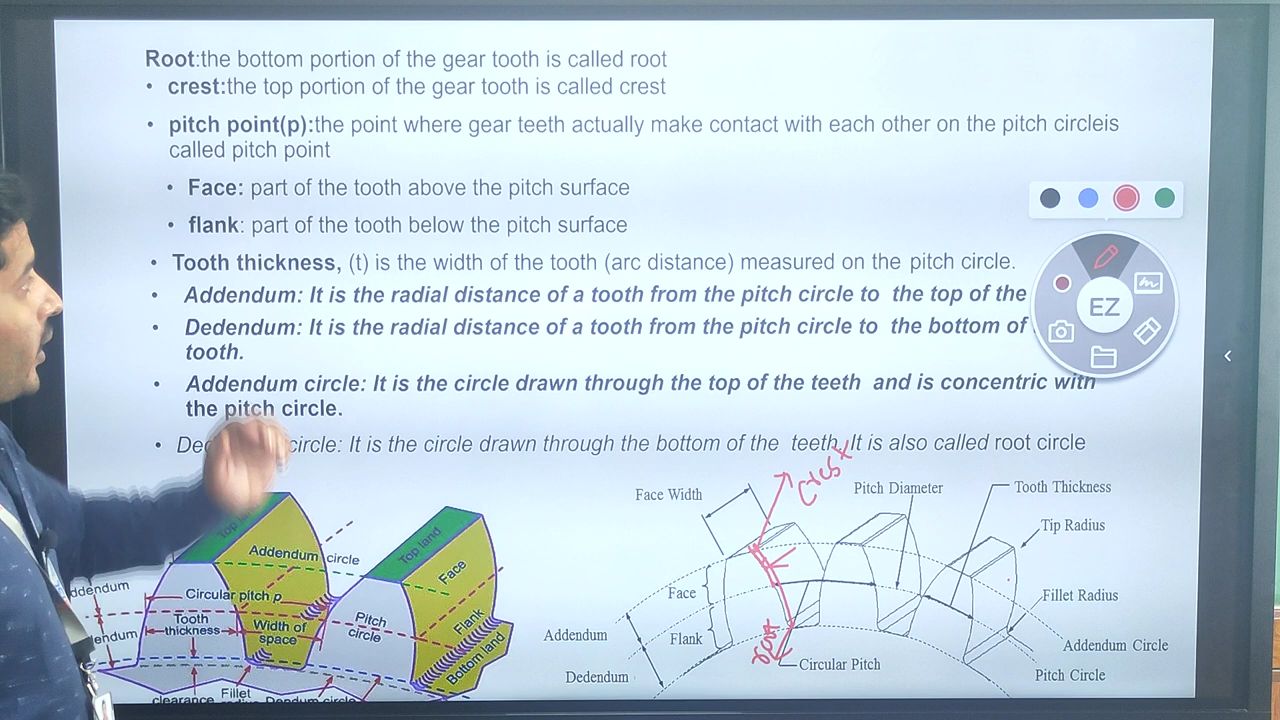 Root:the bottom portion of the gear tooth is called root
• crest:the top portion of the gear tooth is called crest
• pitch point(p):the point where gear teeth actually make contact with each other on the pitch circleis
called pitch point
• Face: part of the tooth above the pitch surface
• flank: part of the tooth below the pitch surface
• Tooth thickness, (t) is the width of the tooth (arc distance) measured on the pitch circle.
• Addendum: It is the radial distance of a tooth from the pitch circle to the top of the
• Dedendum: It is the radial distance of a tooth from the pitch circle to the bottom of
tooth.
• Addendum circle: It is the circle drawn through the top of the teeth and is concentric with
the pitch circle.
• circle: It is the circle drawn through the bottom of the teeth. It is also called root circle
EZ
Top land
Addendum circle
Circular pitch p
Tooth
thickness
Width of
space
Pitch
circle
Face
Flank
Bottom land
clearance
Fillet
Face Width
crest
Pitch Diameter
Tooth Thickness
Tip Radius
Face
Fillet Radius
Addendum
Flank
root
Addendum Circle
Dedendum
Circular Pitch
Pitch Circle